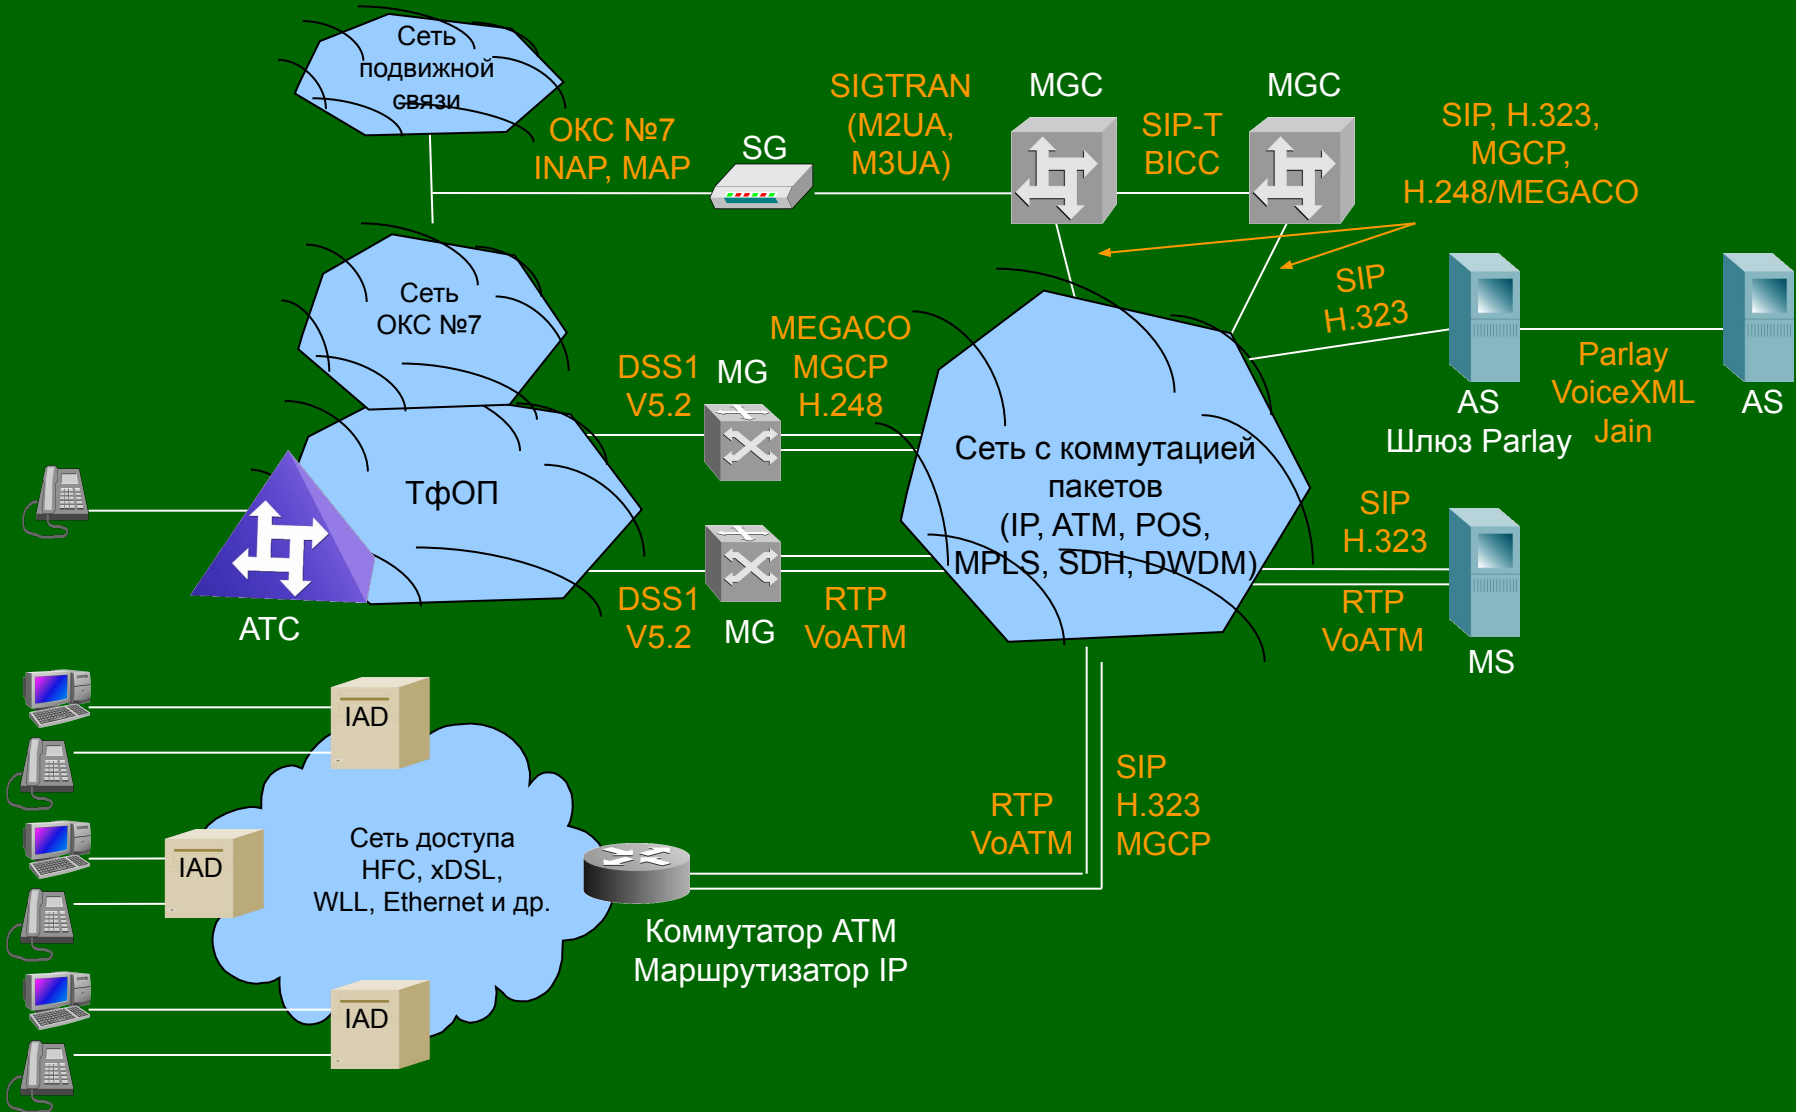 Сеть
подвижной
связи
ОКС №7
INAP, MAP
SG
SIGTRAN
(M2UA,
M3UA)
MGC
SIP-T
BICC
MGC
SIP, H.323,
MGCP,
H.248/MEGACO
Сеть
ОКС №7
DSS1
V5.2
MG
MEGACO
MGCP
H.248
SIP
H.323
AS
Шлюз Parlay
Parlay
VoiceXML
Jain
AS
ТфОП
АТС
Сеть с коммутацией
пакетов
(IP, ATM, POS,
MPLS, SDH, DWDM)
DSS1
V5.2
MG
RTP
VoATM
SIP
H.323
RTP
VoATM
MS
IAD
IAD
IAD
Сеть доступа
HFC, xDSL,
WLL, Ethernet и др.
RTP
VoATM
SIP
H.323
MGCP
Коммутатор ATM
Маршрутизатор IP